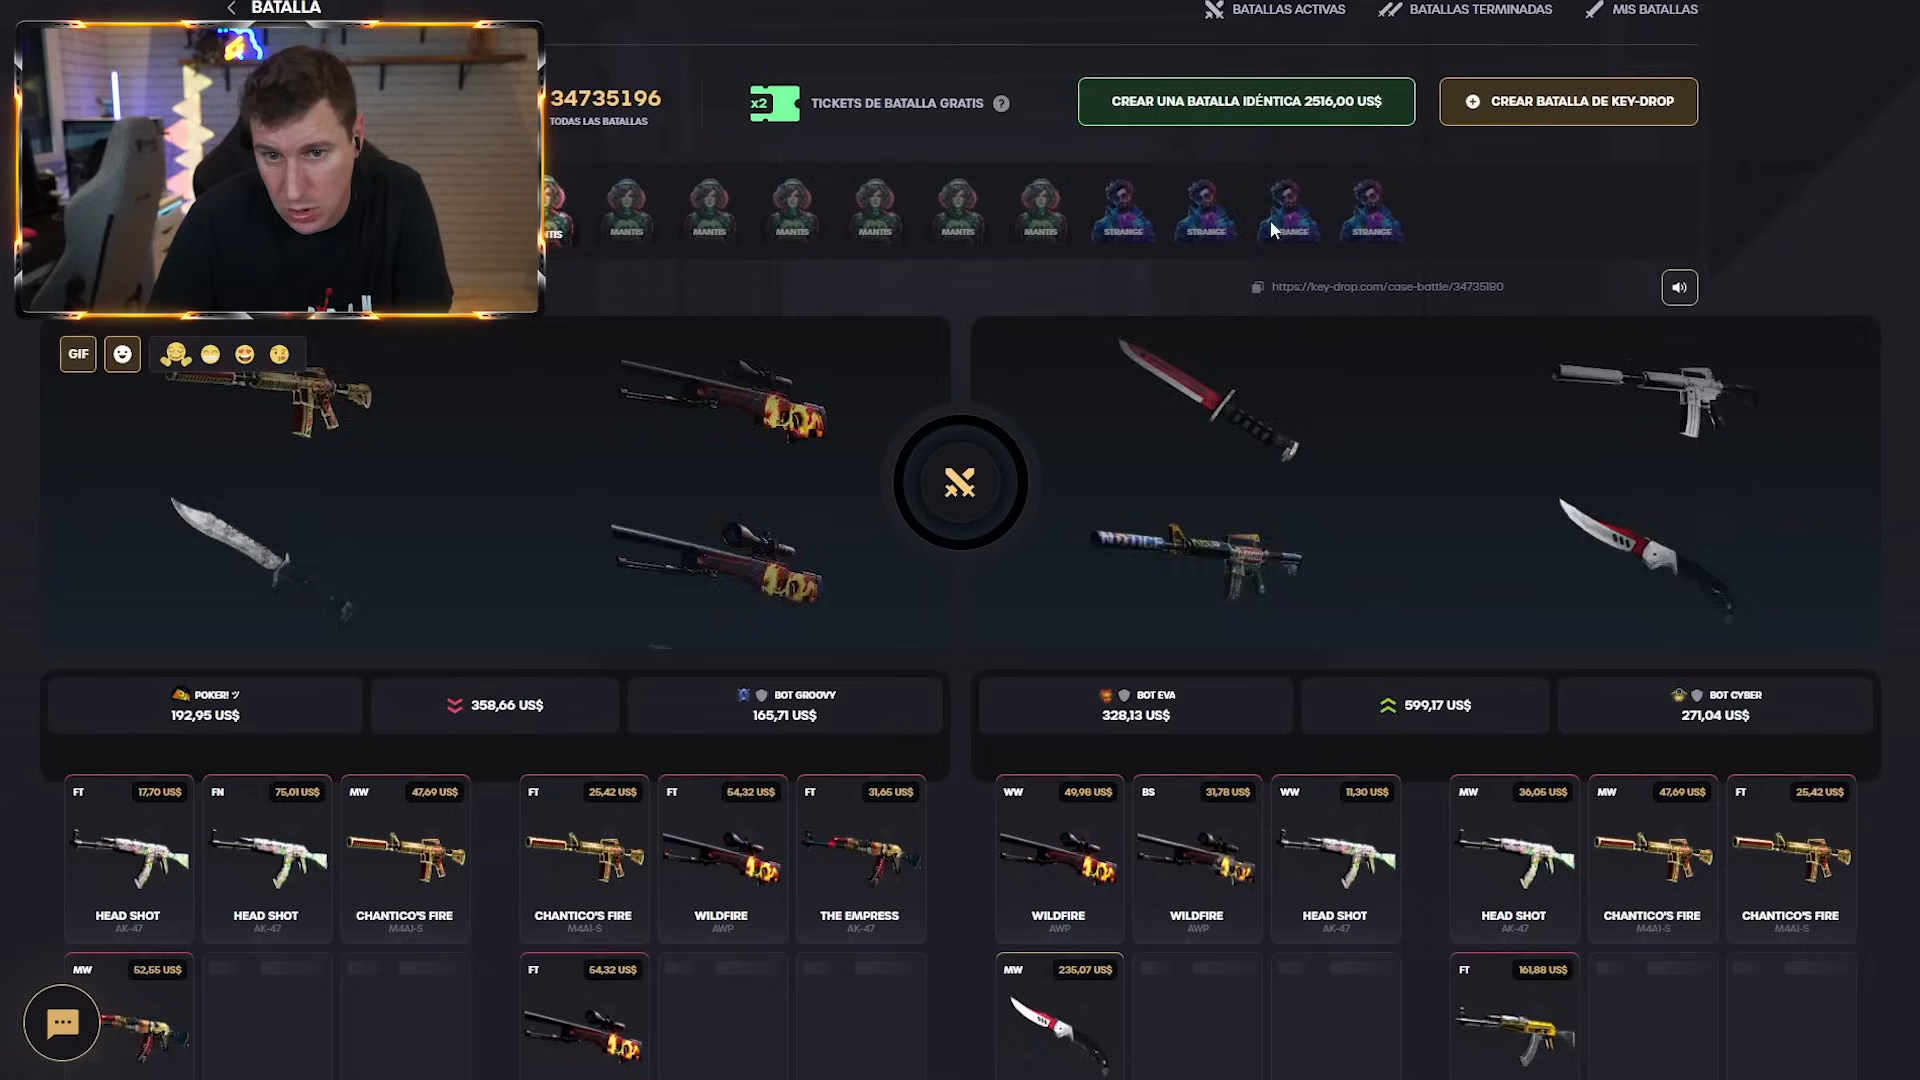 BATALLA
BATALLAS ACTIVAS
BATALLAS TERMINADAS
MIS BATALLAS
34735196
TODAS LAS BATALLAS
x2
TICKETS DE BATALLA GRATIS ?
CREAR UNA BATALLA IDÉNTICA 2516,00 US$
CREAR BATALLA DE KEY-DROP
MANTIS
MANTIS
MANTIS
MANTIS
MANTIS
MANTIS
STRANGE
STRANGE
STRANGE
https://key-drop.com/case-battle/34735180
GIF
POKER! ツ
192,95 US$
358,66 US$
BOT GROOVY
165,71 US$
BOT EVA
328,13 US$
599,17 US$
BOT CYBER
271,04 US$
FT 17,70 US$
FN 75,01 US$
MW 47,69 US$
FT 25,42 US$
FT 54,32 US$
FT 31,65 US$
WW 49,98 US$
BS 31,78 US$
WW 11,30 US$
MW 36,05 US$
MW 47,69 US$
FT 25,42 US$
HEAD SHOT
AK-47
HEAD SHOT
AK-47
CHANTICO'S FIRE
M4A1-S
CHANTICO'S FIRE
M4A1-S
WILDFIRE
AWP
THE EMPRESS
AK-47
WILDFIRE
AWP
WILDFIRE
AWP
HEAD SHOT
AK-47
HEAD SHOT
AK-47
CHANTICO'S FIRE
M4A1-S
CHANTICO'S FIRE
M4A1-S
MW 52,55 US$
FT 54,32 US$
MW 235,07 US$
FT 161,88 US$